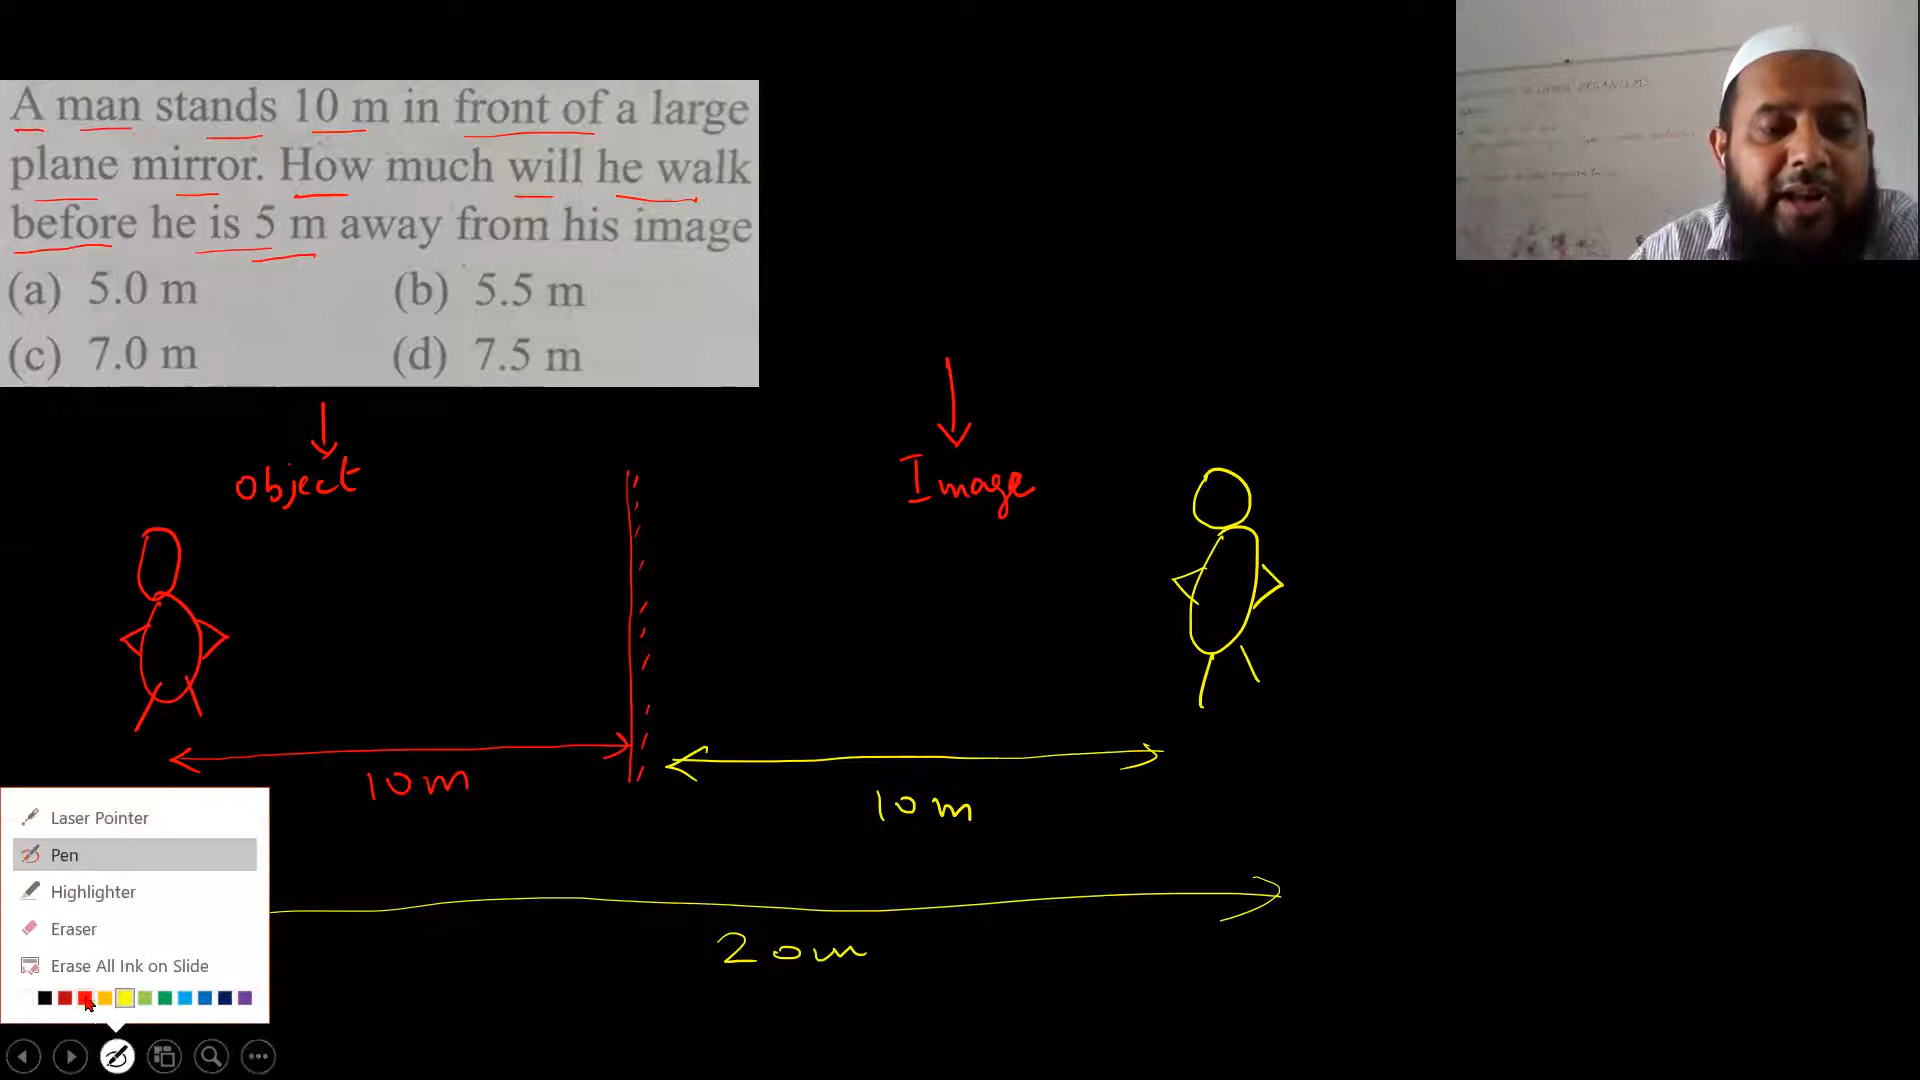 A man stands 10 m in front of a large
plane mirror. How much will he walk
before he is 5 m away from his image
(a) 5.0 m (b) 5.5 m
(c) 7.0 m (d) 7.5 m
object
Image
10m
10m
20m
Laser Pointer
Pen
Highlighter
Eraser
Erase All Ink on Slide